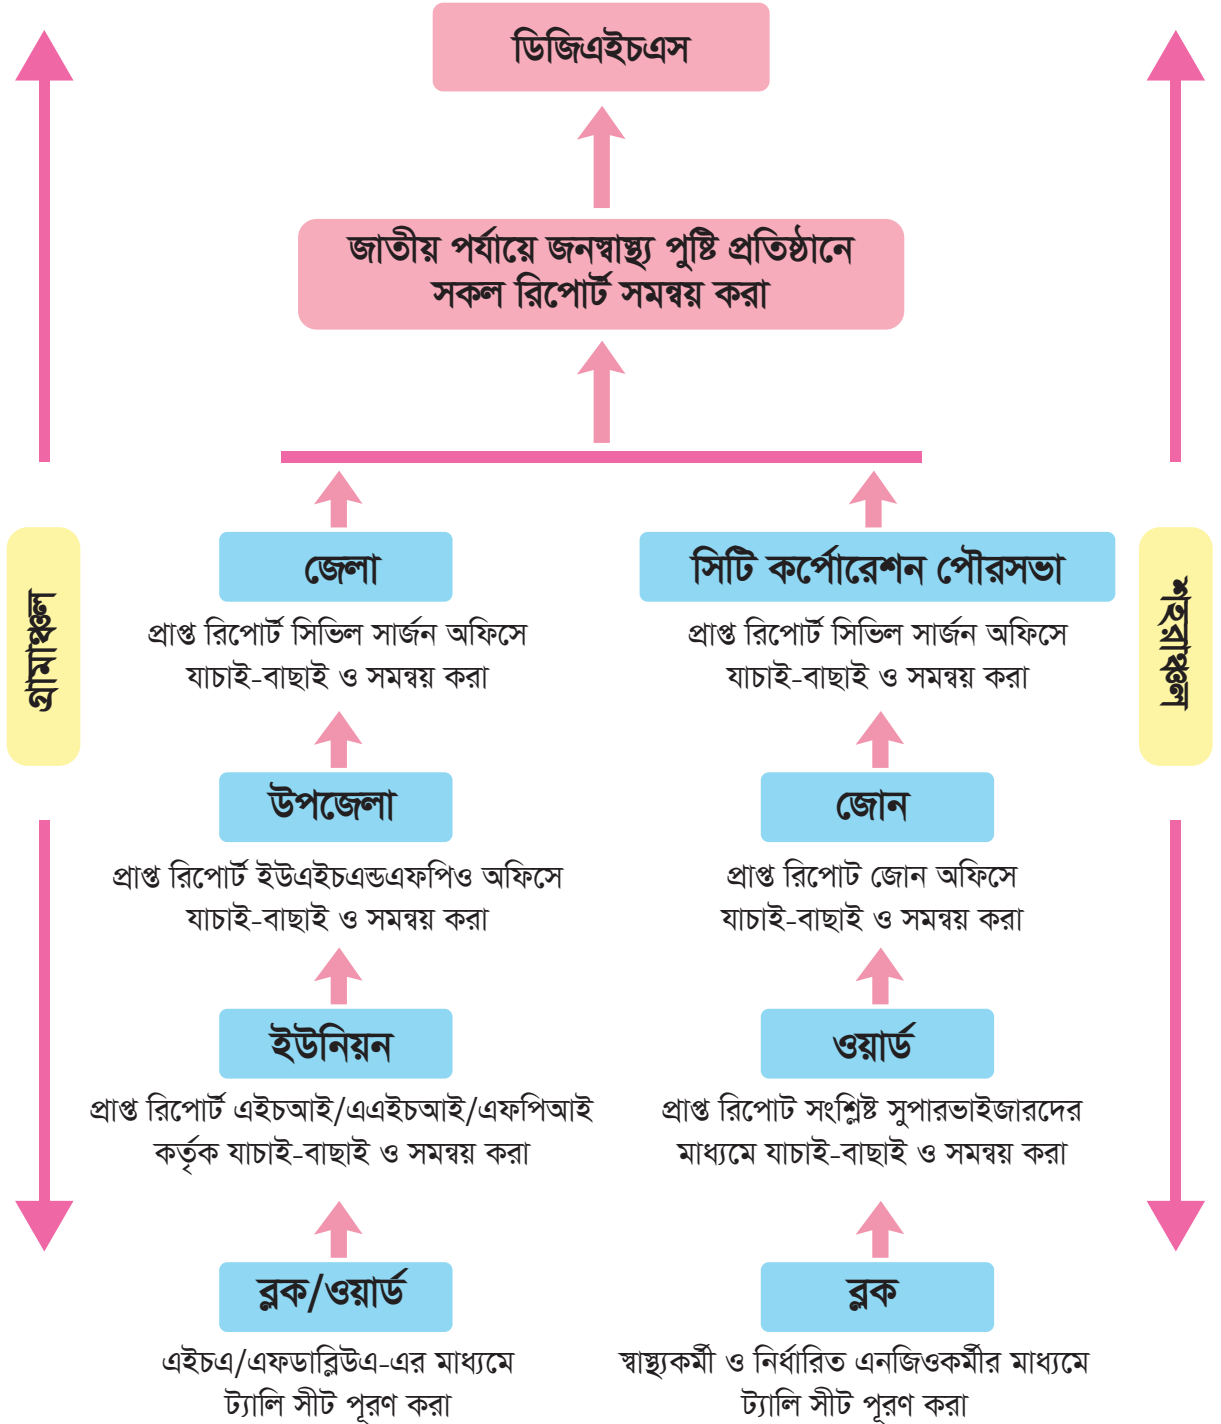 ডিজিএইচএস
জাতীয় পর্যায়ে জনস্বাস্থ্য পুষ্টি প্রতিষ্ঠানে
সকল রিপোর্ট সমন্বয় করা
গ্রামাঞ্চল
জেলা
প্রাপ্ত রিপোর্ট সিভিল সার্জন অফিসে
যাচাই-বাছাই ও সমন্বয় করা
উপজেলা
প্রাপ্ত রিপোর্ট ইউএইচএন্ডএফপিও অফিসে
যাচাই-বাছাই ও সমন্বয় করা
ইউনিয়ন
প্রাপ্ত রিপোর্ট এইচআই/এএইচআই/এফপিআই
কর্তৃক যাচাই-বাছাই ও সমন্বয় করা
ব্লক/ওয়ার্ড
এইচএ/এফডাব্লিউএ-এর মাধ্যমে
ট্যালি সীট পূরণ করা
সিটি কর্পোরেশন পৌরসভা
প্রাপ্ত রিপোর্ট সিভিল সার্জন অফিসে
যাচাই-বাছাই ও সমন্বয় করা
জোন
প্রাপ্ত রিপোট জোন অফিসে
যাচাই-বাছাই ও সমন্বয় করা
ওয়ার্ড
প্রাপ্ত রিপোট সংশ্লিষ্ট সুপারভাইজারদের
মাধ্যমে যাচাই-বাছাই ও সমন্বয় করা
ব্লক
স্বাস্থ্যকর্মী ও নির্ধারিত এনজিওকর্মীর মাধ্যমে
ট্যালি সীট পূরণ করা
শহরাঞ্চল